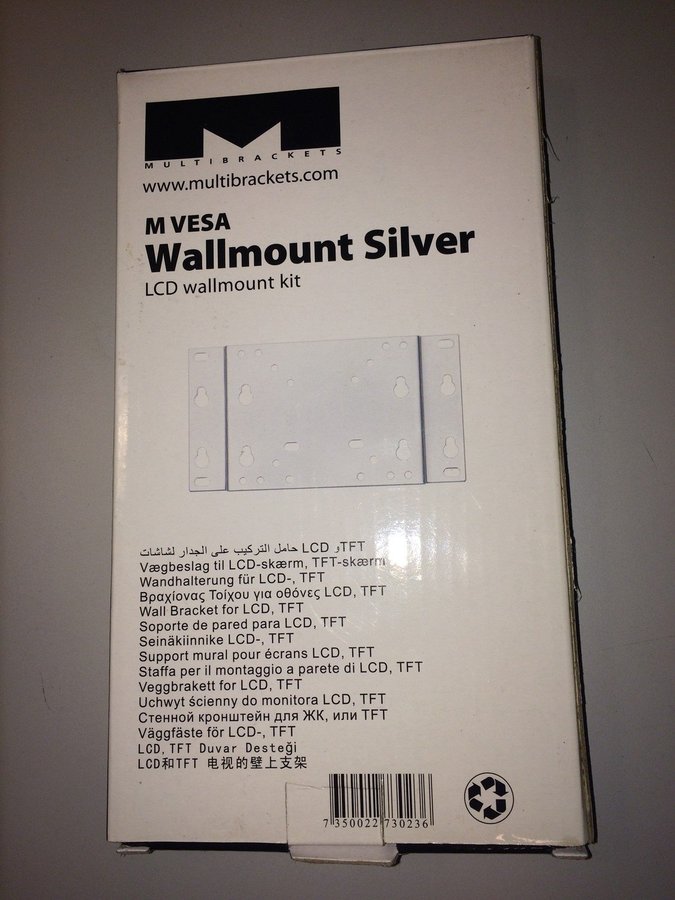 MULTIBRACKETS
www.multibrackets.com
M VESA
Wallmount Silver
LCD wallmount kit
حامل التركيب على الجدار لشاشات LCD و TFT
Vægbeslag til LCD-skærm, TFT-skærm
Wandhalterung für LCD-, TFT
Βραχίονας Τοίχου για οθόνες LCD, TFT
Wall Bracket for LCD, TFT
Soporte de pared para LCD, TFT
Seinäkiinnike LCD-, TFT
Support mural pour écrans LCD, TFT
Staffa per il montaggio a parete di LCD, TFT
Veggbrakett for LCD, TFT
Uchwyt ścienny do monitora LCD, TFT
Стенной кронштейн для ЖК, или TFT
Väggfäste för LCD-, TFT
LCD, TFT Duvar Desteği
LCD和TFT 电视的壁上支架
7 350022 730236